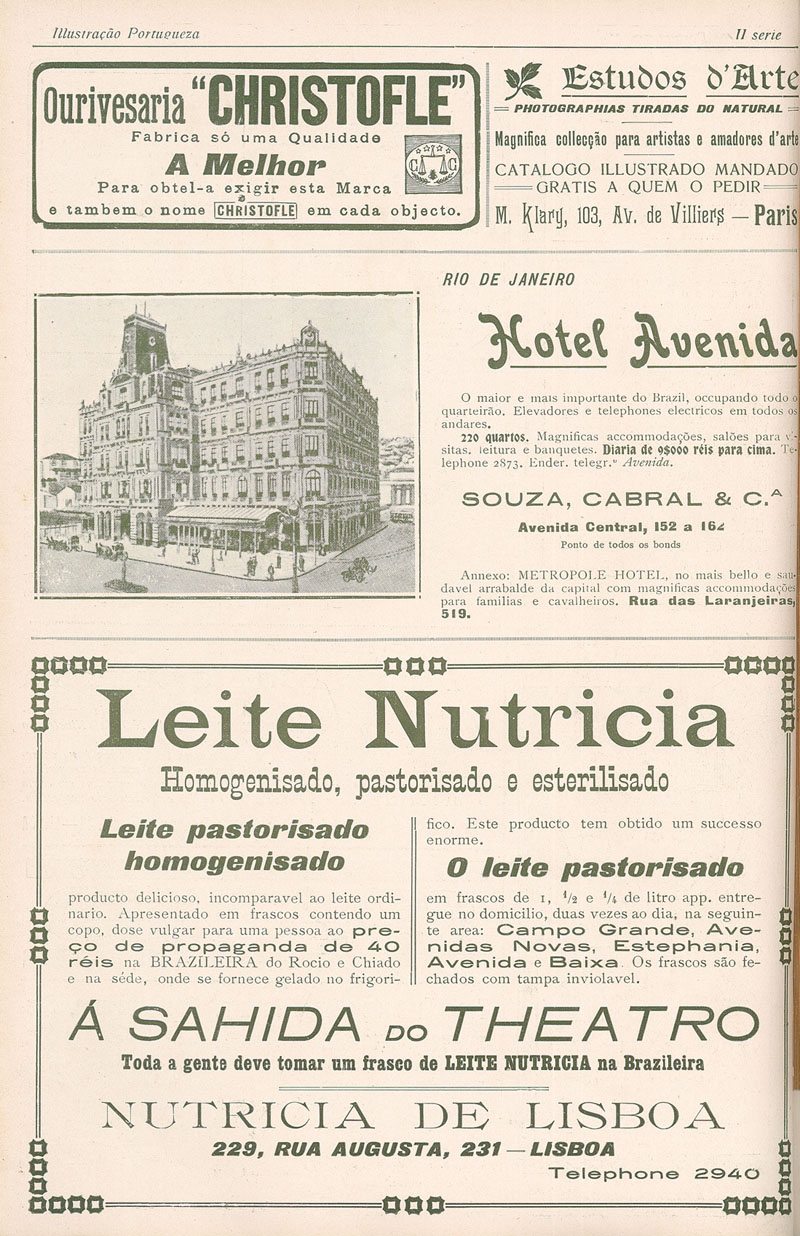 Illustração Portugueza
II serie
Ourivesaria "CHRISTOFLE"
Fabrica só uma Qualidade
A Melhor
Para obtel-a exigir esta Marca
e tambem o nome CHRISTOFLE em cada objecto.
C C
Estudos d'Arte
PHOTOGRAPHIAS TIRADAS DO NATURAL
Magnifica collecção para artistas e amadores d'arte
CATALOGO ILLUSTRADO MANDADO
GRATIS A QUEM O PEDIR
M. Klary, 103, Av. de Villiers — Paris
RIO DE JANEIRO
Hotel Avenida
O maior e mais importante do Brazil, occupando todo o
quarteirão. Elevadores e telephones electricos em todos os
andares.
220 quartos. Magnificas accommodações, salões para vi-
sitas, leitura e banquetes. Diaria de 9$000 réis para cima. Te-
lephone 2873. Ender. telegr.º Avenida.
SOUZA, CABRAL & C.A
Avenida Central, 152 a 162
Ponto de todos os bonds
Annexo: METROPOLE HOTEL, no mais bello e sau-
davel arrabalde da capital com magnificas accommodações
para familias e cavalheiros. Rua das Laranjeiras,
519.
Leite Nutricia
Homogenisado, pastorisado e esterilisado
Leite pastorisado
homogenisado
producto delicioso, incomparavel ao leite ordi-
nario. Apresentado em frascos contendo um
copo, dose vulgar para uma pessoa ao pre-
ço de propaganda de 40
réis na BRAZILEIRA do Rocio e Chiado
e na séde, onde se fornece gelado no frigori-
fico. Este producto tem obtido um successo
enorme.
O leite pastorisado
em frascos de 1, 1/2 e 1/4 de litro app. entre-
gue no domicilio, duas vezes ao dia, na seguin-
te area: Campo Grande, Ave-
nidas Novas, Estephania,
Avenida e Baixa. Os frascos são fe-
chados com tampa inviolavel.
Á SAHIDA DO THEATRO
Toda a gente deve tomar um frasco de LEITE NUTRICIA na Brazileira
NUTRICIA DE LISBOA
229, RUA AUGUSTA, 231 — LISBOA
Telephone 2940